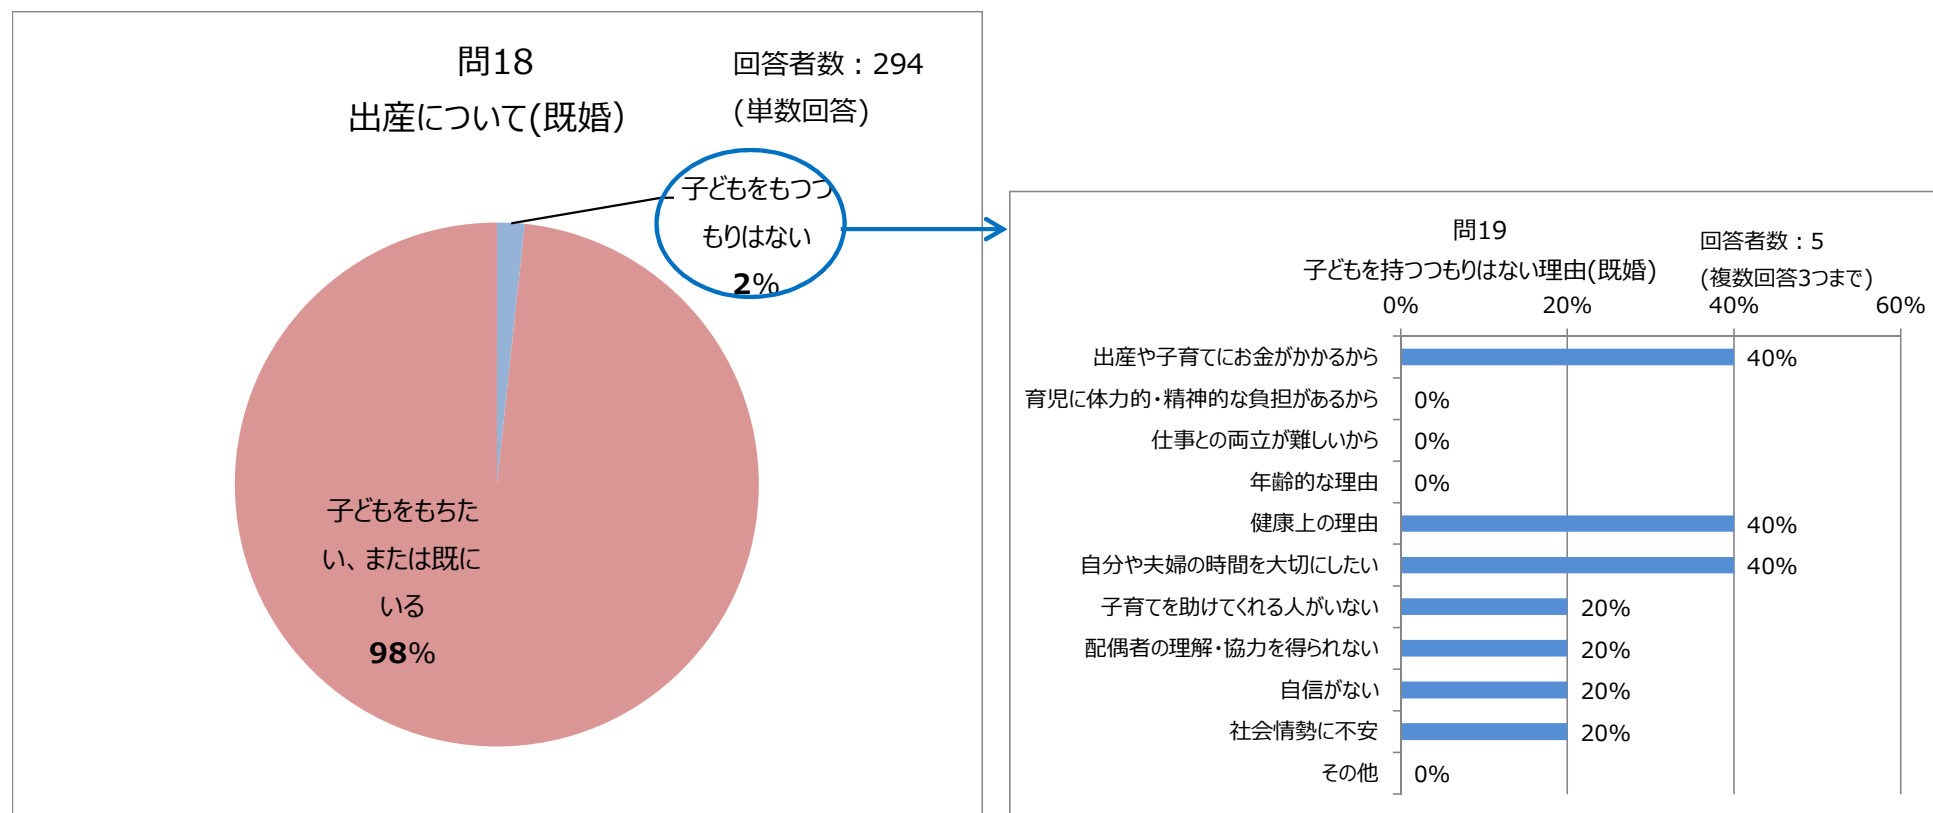 問18
出産について(既婚)
回答者数：294
(単数回答)
子どもをもつつ
もりはない
2%
子どもをもちた
い、または既に
いる
98%
問19
子どもを持つつもりはない理由(既婚)
回答者数：5
(複数回答3つまで)
0% 20% 40% 60%
出産や子育てにお金がかかるから 40%
育児に体力的・精神的な負担があるから 0%
仕事との両立が難しいから 0%
年齢的な理由 0%
健康上の理由 40%
自分や夫婦の時間を大切にしたい 40%
子育てを助けてくれる人がいない 20%
配偶者の理解・協力を得られない 20%
自信がない 20%
社会情勢に不安 20%
その他 0%